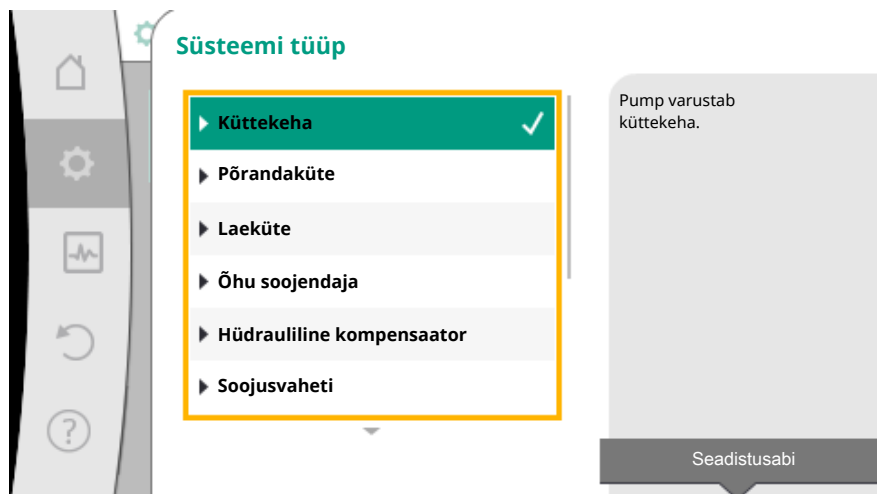 Süsteemi tüüp
Küttekeha
Põrandaküte
Laeküte
Õhu soojendaja
Hüdrauliline kompensaator
Soojusvaheti
Pump varustab
küttekeha.
Seadistusabi